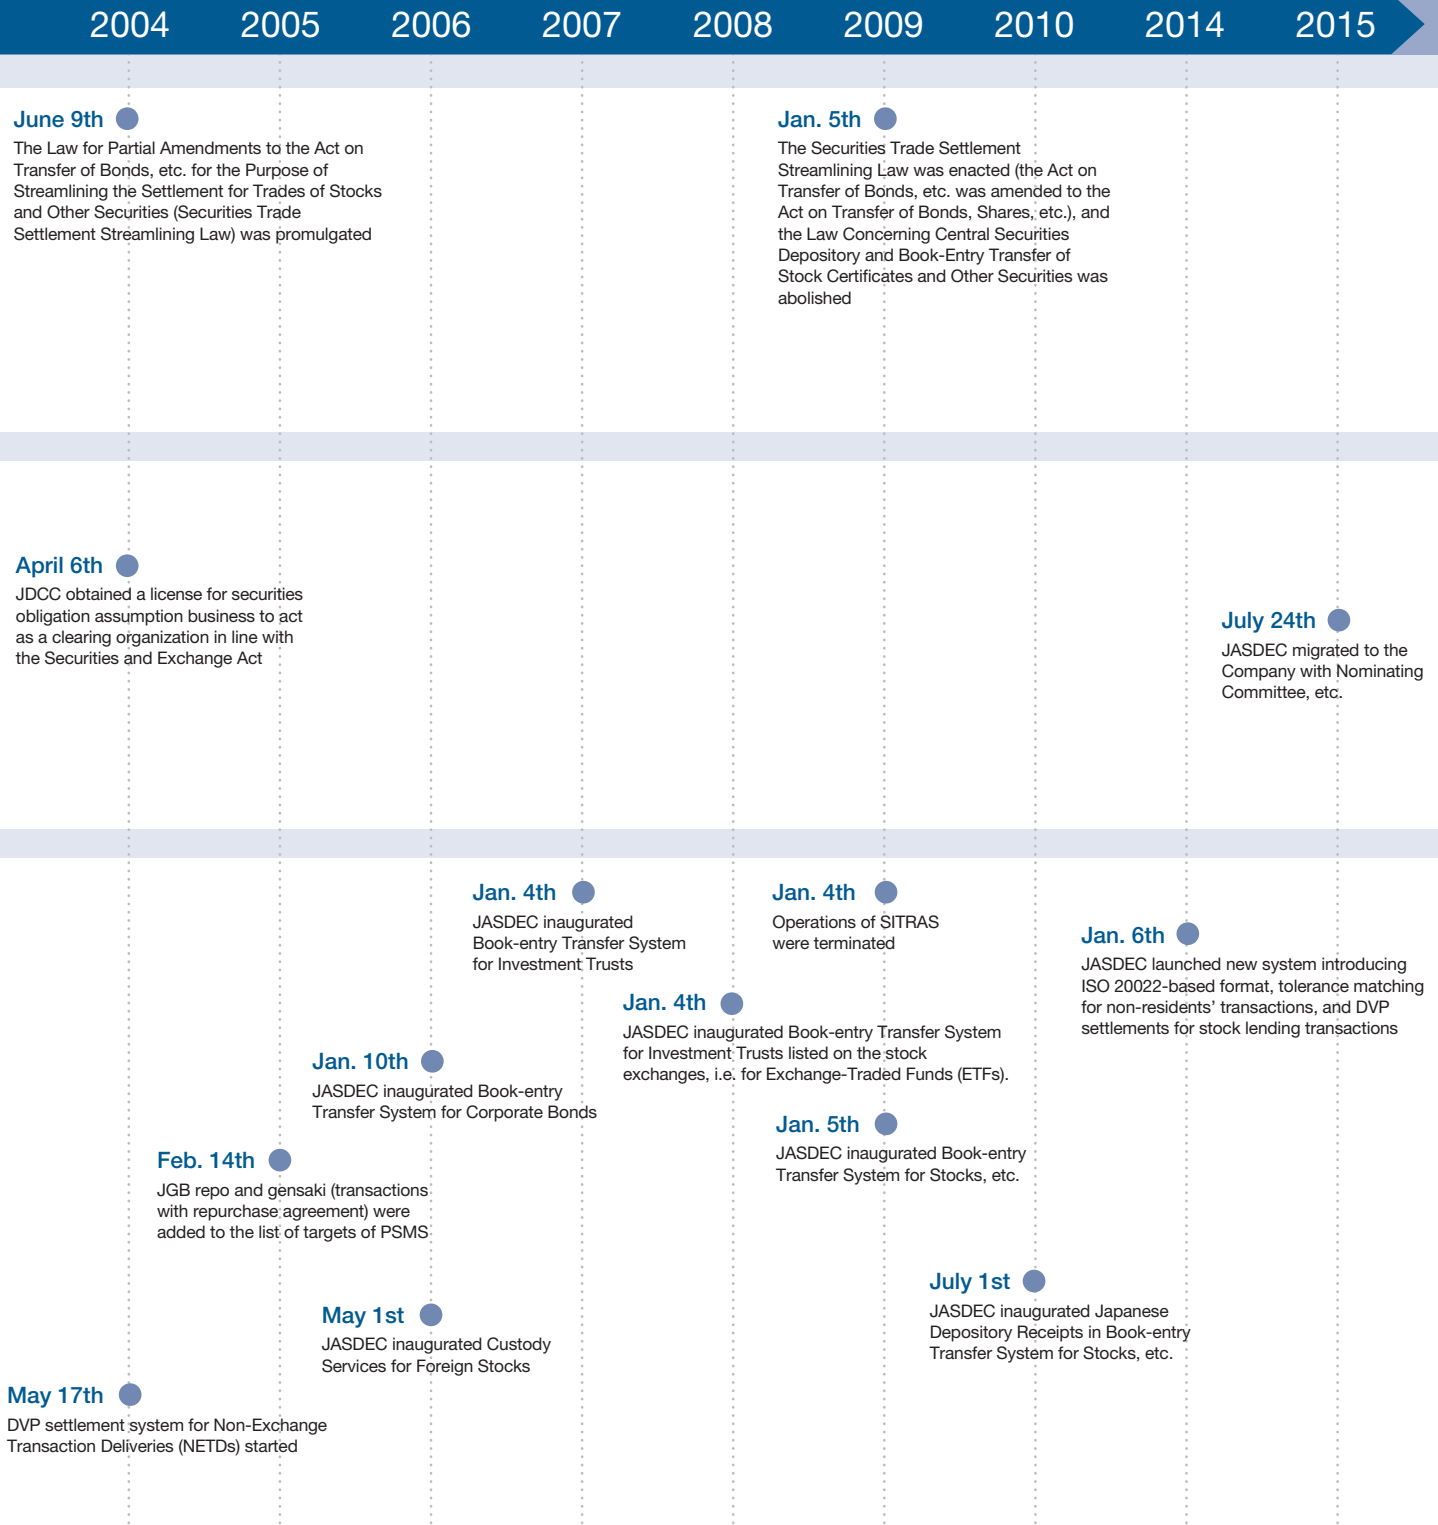 2004 2005 2006 2007 2008 2009 2010 2014 2015
June 9th
The Law for Partial Amendments to the Act on
Transfer of Bonds, etc. for the Purpose of
Streamlining the Settlement for Trades of Stocks
and Other Securities (Securities Trade
Settlement Streamlining Law) was promulgated
Jan. 5th
The Securities Trade Settlement
Streamlining Law was enacted (the Act on
Transfer of Bonds, etc. was amended to the
Act on Transfer of Bonds, Shares, etc.), and
the Law Concerning Central Securities
Depository and Book-Entry Transfer of
Stock Certificates and Other Securities was
abolished
April 6th
JDCC obtained a license for securities
obligation assumption business to act
as a clearing organization in line with
the Securities and Exchange Act
July 24th
JASDEC migrated to the
Company with Nominating
Committee, etc.
Jan. 4th
JASDEC inaugurated
Book-entry Transfer System
for Investment Trusts
Jan. 4th
Operations of SITRAS
were terminated
Jan. 6th
JASDEC launched new system introducing
ISO 20022-based format, tolerance matching
for non-residents' transactions, and DVP
settlements for stock lending transactions
Jan. 4th
JASDEC inaugurated Book-entry Transfer System
for Investment Trusts listed on the stock
exchanges, i.e. for Exchange-Traded Funds (ETFs).
Jan. 10th
JASDEC inaugurated Book-entry
Transfer System for Corporate Bonds
Jan. 5th
JASDEC inaugurated Book-entry
Transfer System for Stocks, etc.
Feb. 14th
JGB repo and gensaki (transactions
with repurchase agreement) were
added to the list of targets of PSMS
July 1st
JASDEC inaugurated Japanese
Depository Receipts in Book-entry
Transfer System for Stocks, etc.
May 1st
JASDEC inaugurated Custody
Services for Foreign Stocks
May 17th
DVP settlement system for Non-Exchange
Transaction Deliveries (NETDs) started